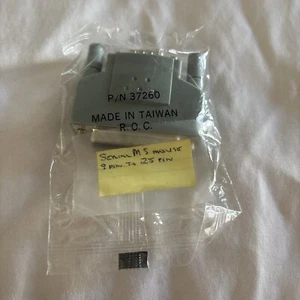 P/N 37260
MADE IN TAIWAN
R.O.C.
SERIAL MS MOUSE
9 PIN TO 25 PIN